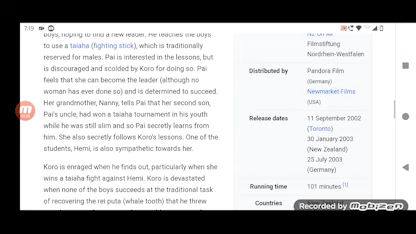 7:19
boys, hoping to find a new leader. He teaches the boys
to use a taiaha (fighting stick), which is traditionally
reserved for males. Pai is interested in the lessons, but
is discouraged and scolded by Koro for doing so. Pai
feels that she can become the leader (although no
woman has ever done so) and is determined to succeed.
Her grandmother, Nanny, tells Pai that her second son,
Pai's uncle, had won a taiaha tournament in his youth
while he was still slim and so Pai secretly learns from
him. She also secretly follows Koro's lessons. One of the
students, Hemi, is also sympathetic towards her.
Koro is enraged when he finds out, particularly when she
wins a taiaha fight against Hemi. Koro is devastated
when none of the boys succeeds at the traditional task
of recovering the rei puta (whale tooth) that he threw
NZ On Air
Filmstiftung
Nordrhein-Westfalen
Distributed by
Pandora Film
(Germany)
Newmarket Films
(USA)
Release dates
11 September 2002
(Toronto)
30 January 2003
(New Zealand)
25 July 2003
(Germany)
Running time
101 minutes [1]
Countries
Recorded by
mobizen